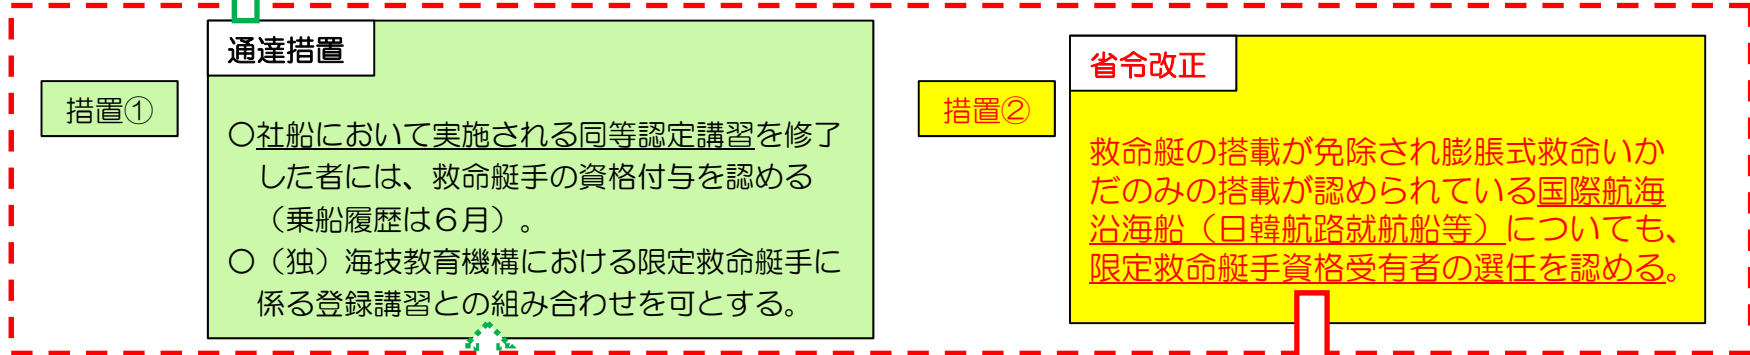 措置①
通達措置
○社船において実施される同等認定講習を修了
した者には、救命艇手の資格付与を認める
（乗船履歴は６月）。
○（独）海技教育機構における限定救命艇手に
係る登録講習との組み合わせを可とする。
措置②
省令改正
救命艇の搭載が免除され膨脹式救命いか
だのみの搭載が認められている国際航海
沿海船（日韓航路就航船等）についても、
限定救命艇手資格受有者の選任を認める。